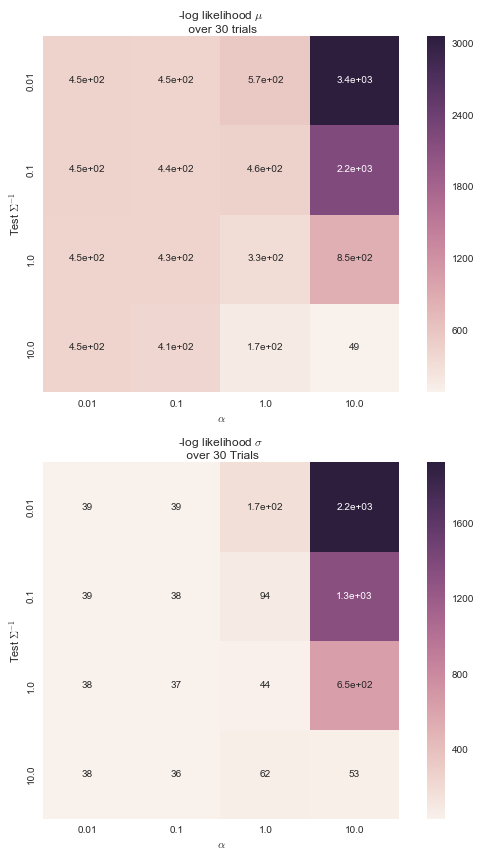 -log likelihood μ
over 30 trials
0.01 4.5e+02 4.5e+02 5.7e+02 3.4e+03
0.1 4.5e+02 4.4e+02 4.6e+02 2.2e+03
1.0 4.5e+02 4.3e+02 3.3e+02 8.5e+02
10.0 4.5e+02 4.1e+02 1.7e+02 49
Test Σ⁻¹
0.01 0.1 1.0 10.0
α
3000
2400
1800
1200
600
-log likelihood σ
over 30 Trials
0.01 39 39 1.7e+02 2.2e+03
0.1 39 38 94 1.3e+03
1.0 38 37 44 6.5e+02
10.0 38 36 62 53
Test Σ⁻¹
0.01 0.1 1.0 10.0
α
1600
1200
800
400